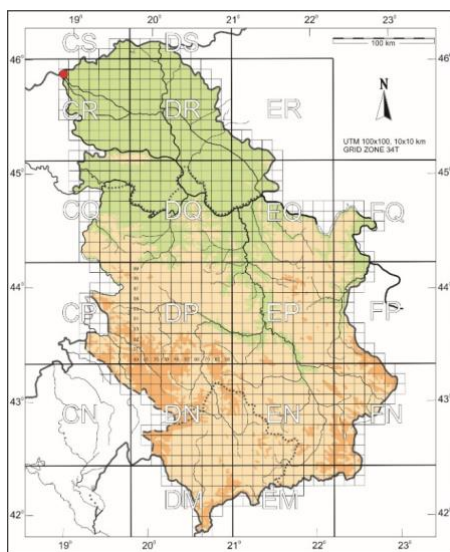 19° 20° 21° 22° 23°
CS DS
46°
100 km
CR DR ER
N
UTM 100x100, 10x10 km
GRID ZONE 34T
45°
CQ DQ EQ FQ
44°
CP DP EP FP
43°
CN DN EN FN
DM EM
42°
19° 20° 21° 22° 23°
46°
45°
44°
43°
42°